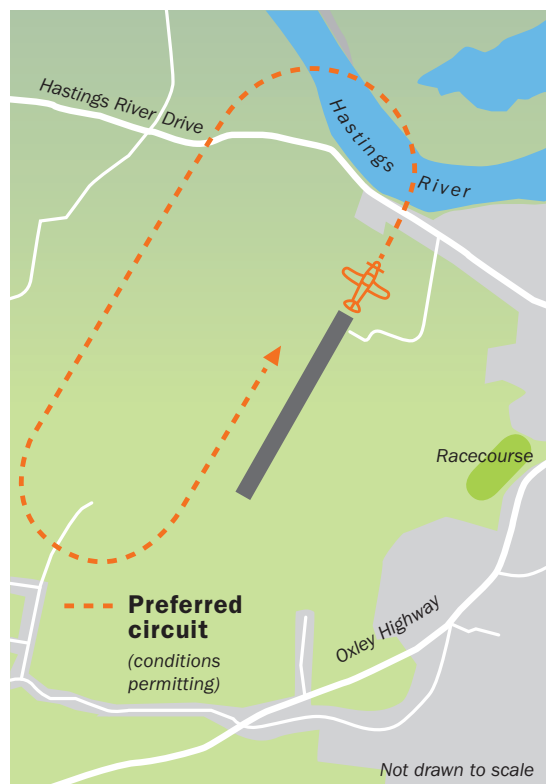 Hastings River Drive
Hastings
River
Racecourse
Preferred
circuit
(conditions
permitting)
Oxley Highway
Not drawn to scale